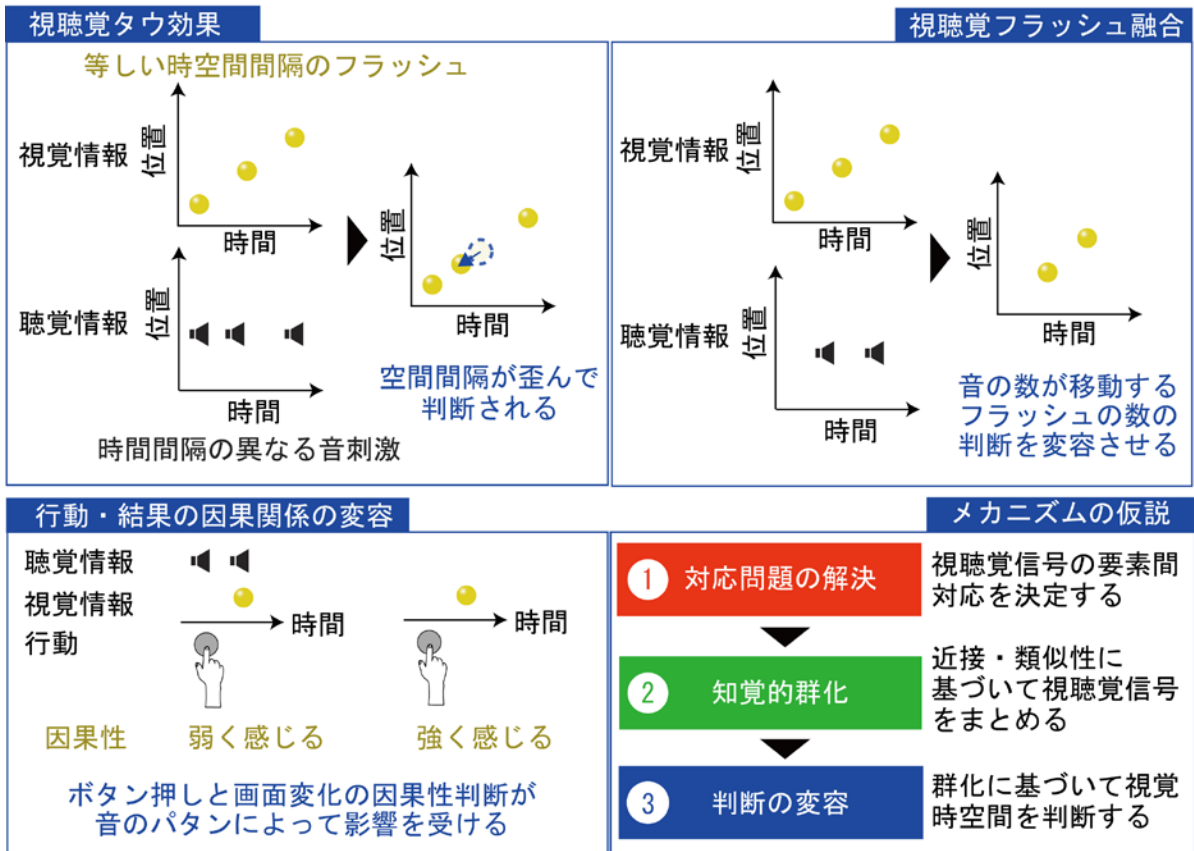 視聴覚タウ効果
等しい時空間間隔のフラッシュ
視覚情報
位置
時間
聴覚情報
位置
時間
時間間隔の異なる音刺激
位置
時間
空間間隔が歪んで
判断される
視聴覚フラッシュ融合
視覚情報
位置
時間
聴覚情報
位置
時間
位置
時間
音の数が移動する
フラッシュの数の
判断を変容させる
行動・結果の因果関係の変容
聴覚情報
視覚情報
行動
時間
時間
因果性 弱く感じる 強く感じる
ボタン押しと画面変化の因果性判断が
音のパタンによって影響を受ける
メカニズムの仮説
1 対応問題の解決
視聴覚信号の要素間
対応を決定する
2 知覚的群化
近接・類似性に
基づいて視聴覚信号
をまとめる
3 判断の変容
群化に基づいて視覚
時空間を判断する